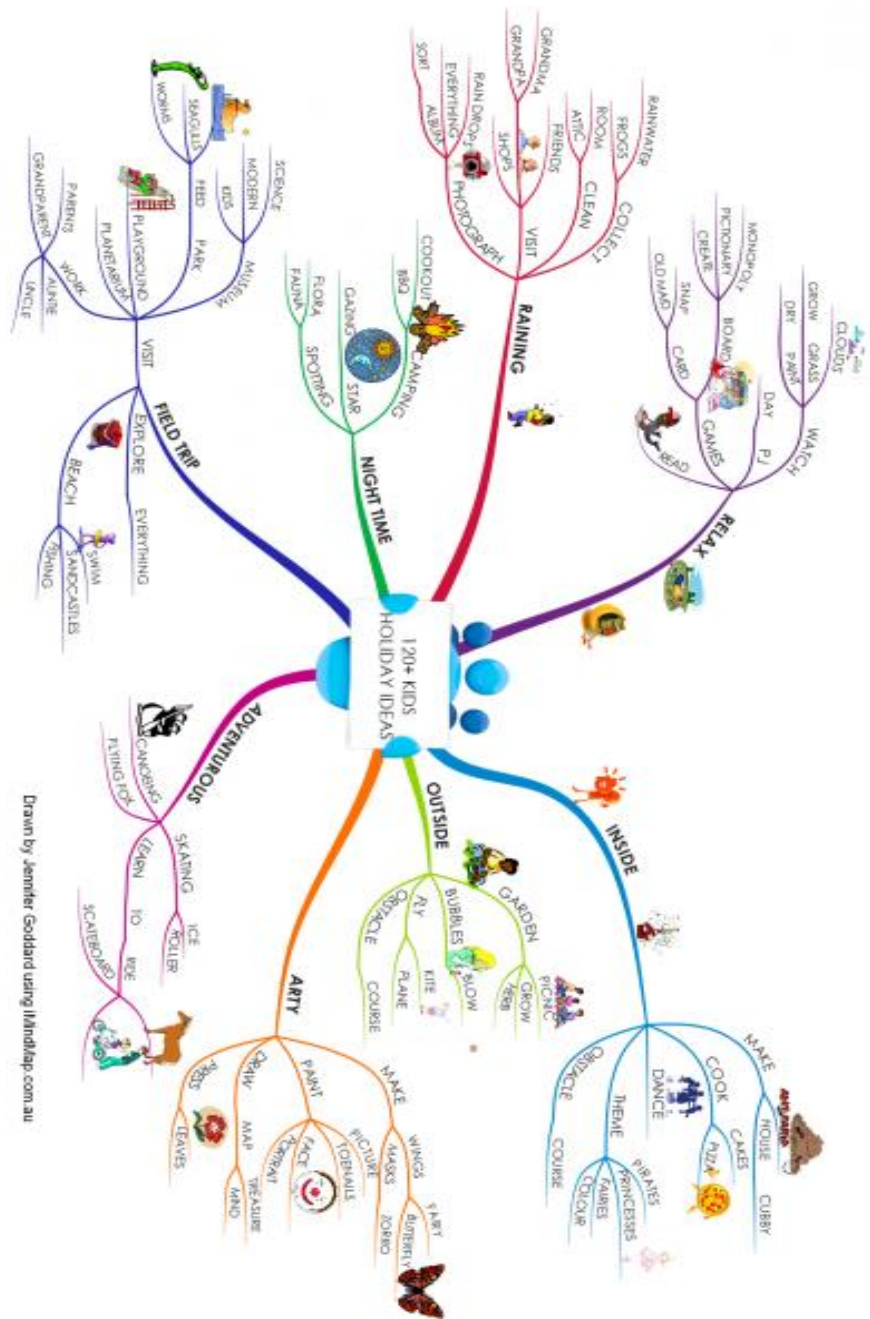 120+ KIDS
HOLIDAY IDEAS
INSIDE
MAKE
HOUSE
CUBBY
ANT FARM
COOK
CAKES
PIZZA
DANCE
THEME
PIRATES
PRINCESSES
FAIRIES
COLOUR
OBSTACLE
COURSE
OUTSIDE
GARDEN
PICNIC
GROW
HERB
BUBBLES
BLOW
FLY
KITE
PLANE
OBSTACLE
COURSE
ARTY
MAKE
WINGS
FAIRY
BUTTERFLY
MASKS
ZORRO
PAINT
PICTURE
TOENAILS
FACE
PORTRAIT
DRAW
MAP
TREASURE
MIND
PRESS
LEAVES
ADVENTUROUS
SKATING
ICE
ROLLER
LEARN
TO
RIDE
SCATEBOARD
CANOEING
FLYING FOX
FIELD TRIP
EXPLORE
EVERYTHING
BEACH
SWIM
SANDCASTLES
FISHING
VISIT
MUSEUM
SCIENCE
MODERN
KIDS
PARK
FEED
SEAGULLS
WORMS
PLAYGROUND
PLANETARIUM
WORK
PARENTS
GRANDPARENT
AUNTIE
UNCLE
NIGHT TIME
CAMPING
COOKOUT
BBQ
STAR
GAZING
SPOTTING
FLORA
FAUNA
RAINING
COLLECT
RAINWATER
FROGS
CLEAN
ROOM
ATTIC
VISIT
FRIENDS
SHOPS
GRANDMA
GRANDPA
PHOTOGRAPH
RAIN DROPS
EVERYTHING
ALBUM
SORT
RELAX
WATCH
CLOUDS
GRASS
GROW
PAINT
DRY
PJ
DAY
GAMES
BOARD
MONOPOLY
PICTIONARY
CREATE
CARD
SNAP
OLD MAID
READ
Drawn by Jennifer Goddard using iMindMap.com.au